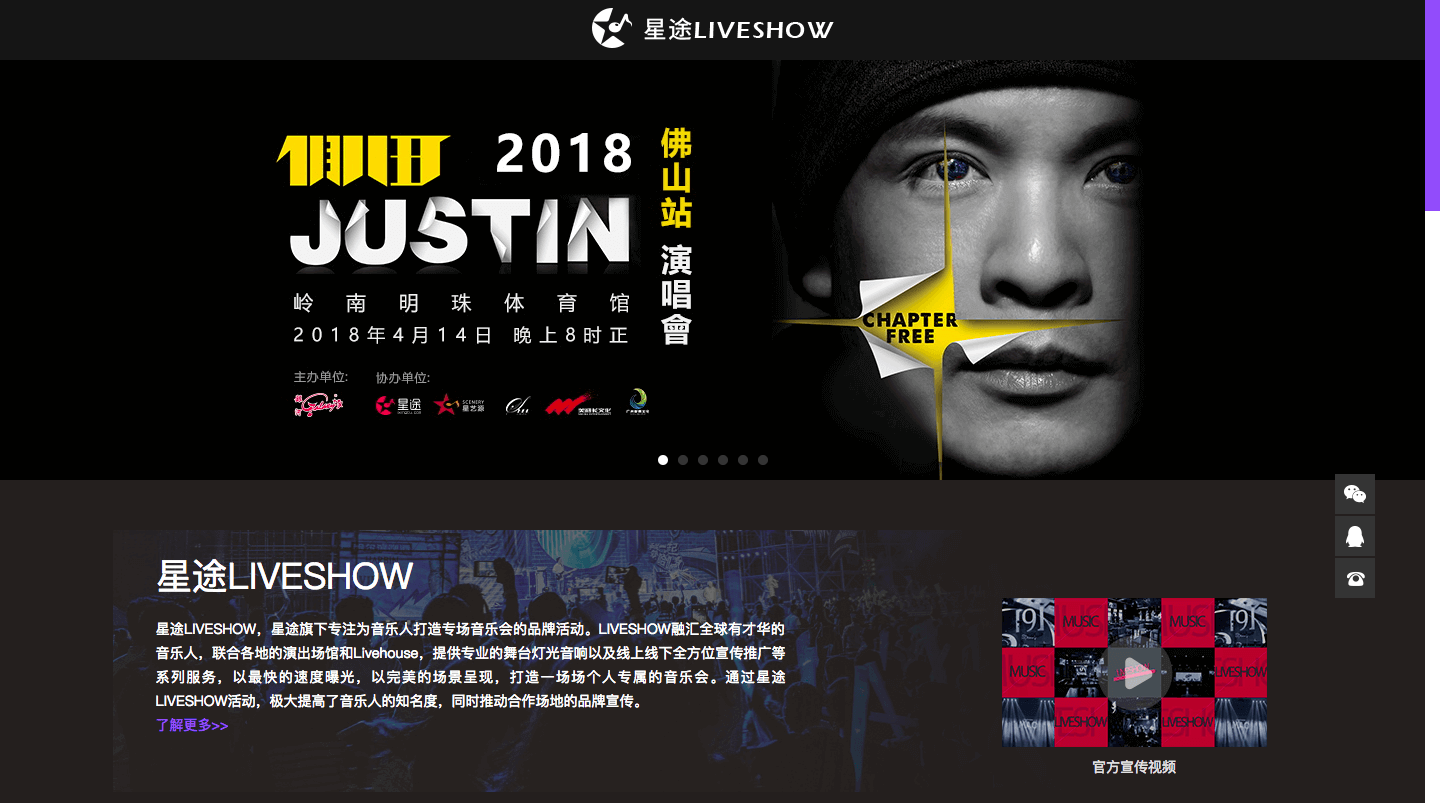 星途LIVESHOW
側田
2018
JUSTIN
佛山站
演唱會
岭南明珠体育馆
2018年4月14日 晚上8时正
主办单位:
协办单位:
星途
SCENERY
星艺源
CHAPTER
FREE
星途LIVESHOW
星途LIVESHOW，星途旗下专注为音乐人打造专场音乐会的品牌活动。LIVESHOW融汇全球有才华的
音乐人，联合各地的演出场馆和Livehouse，提供专业的舞台灯光音响以及线上线下全方位宣传推广等
系列服务，以最快的速度曝光，以完美的场景呈现，打造一场场个人专属的音乐会。通过星途
LIVESHOW活动，极大提高了音乐人的知名度，同时推动合作场地的品牌宣传。
了解更多>>
MUSIC
MUSIC
MUSIC
LIVESHOW
LIVESHOW
LIVESHOW
官方宣传视频